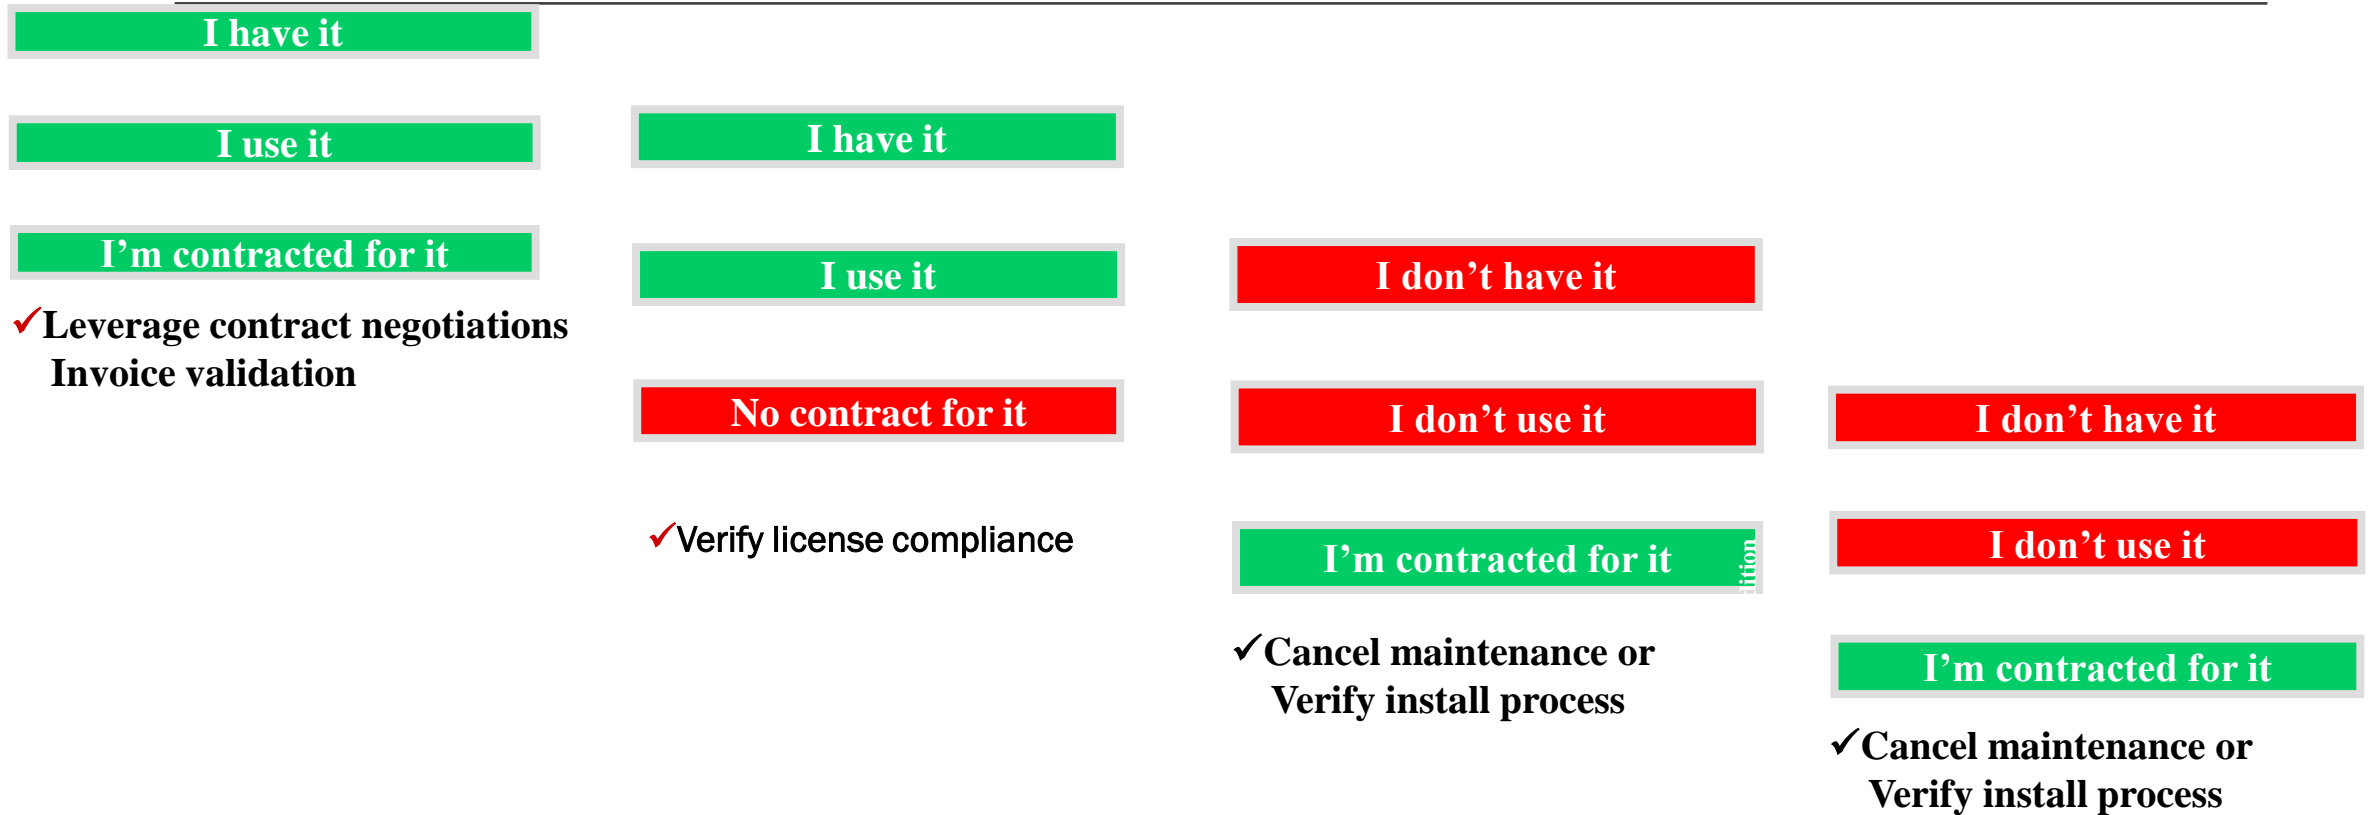 I have it
I use it
I’m contracted for it
✓Leverage contract negotiations
Invoice validation
I have it
I use it
No contract for it
✓Verify license compliance
I don’t have it
I don’t use it
I’m contracted for it
✓Cancel maintenance or
Verify install process
I don’t have it
I don’t use it
I’m contracted for it
✓Cancel maintenance or
Verify install process